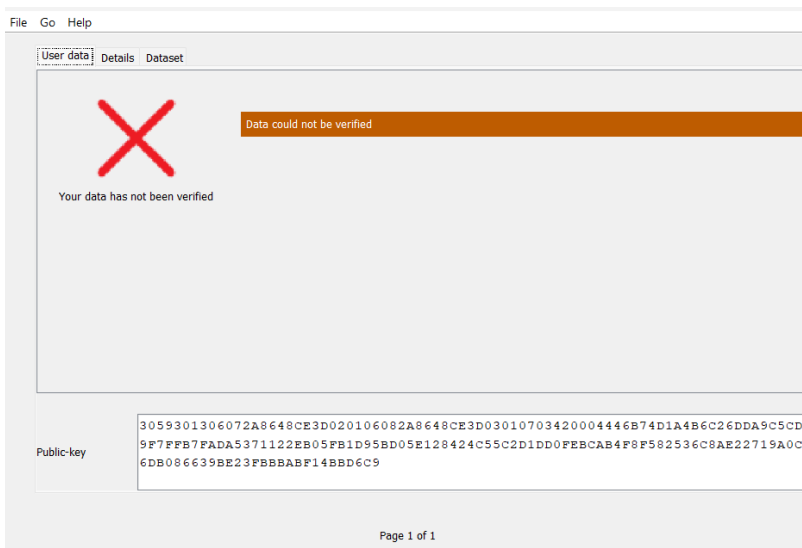 File Go Help
User data Details Dataset
Data could not be verified
Your data has not been verified
3059301306072A8648CE3D020106082A8648CE3D03010703420004446B74D1A4B6C26DDA9C5CD
Public-key
9F7FFB7FADA5371122EB05FB1D95BD05E128424C55C2D1DD0FEBCAB4F8F582536C8AE22719A0C
6DB086639BE23FBBBABF14BBD6C9
Page 1 of 1